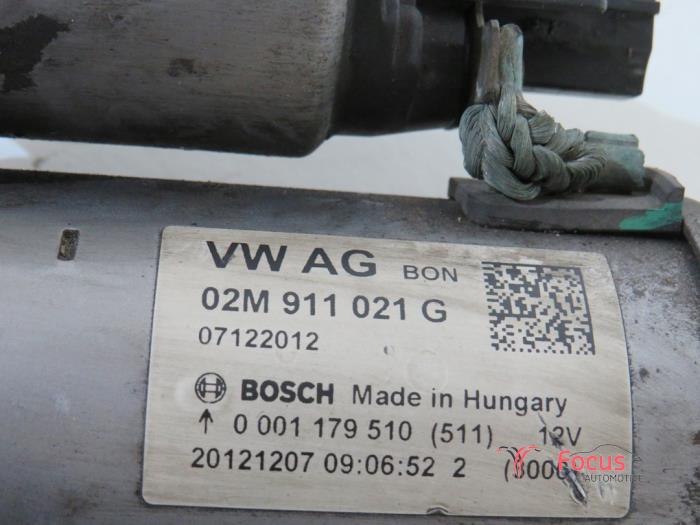 VW AG BON
02M 911 021 G
07122012
BOSCH Made in Hungary
↑ 0 001 179 510 (511) 12V
20121207 09:06:52 2
Focus
AUTOMOTIVE